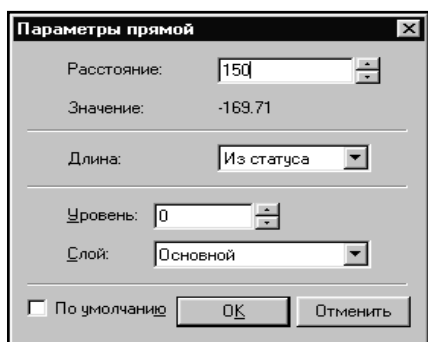 Параметры прямой
Расстояние: 150
Значение: -169.71
Длина: Из статуса
Уровень: 0
Слой: Основной
По умолчанию OK Отменить